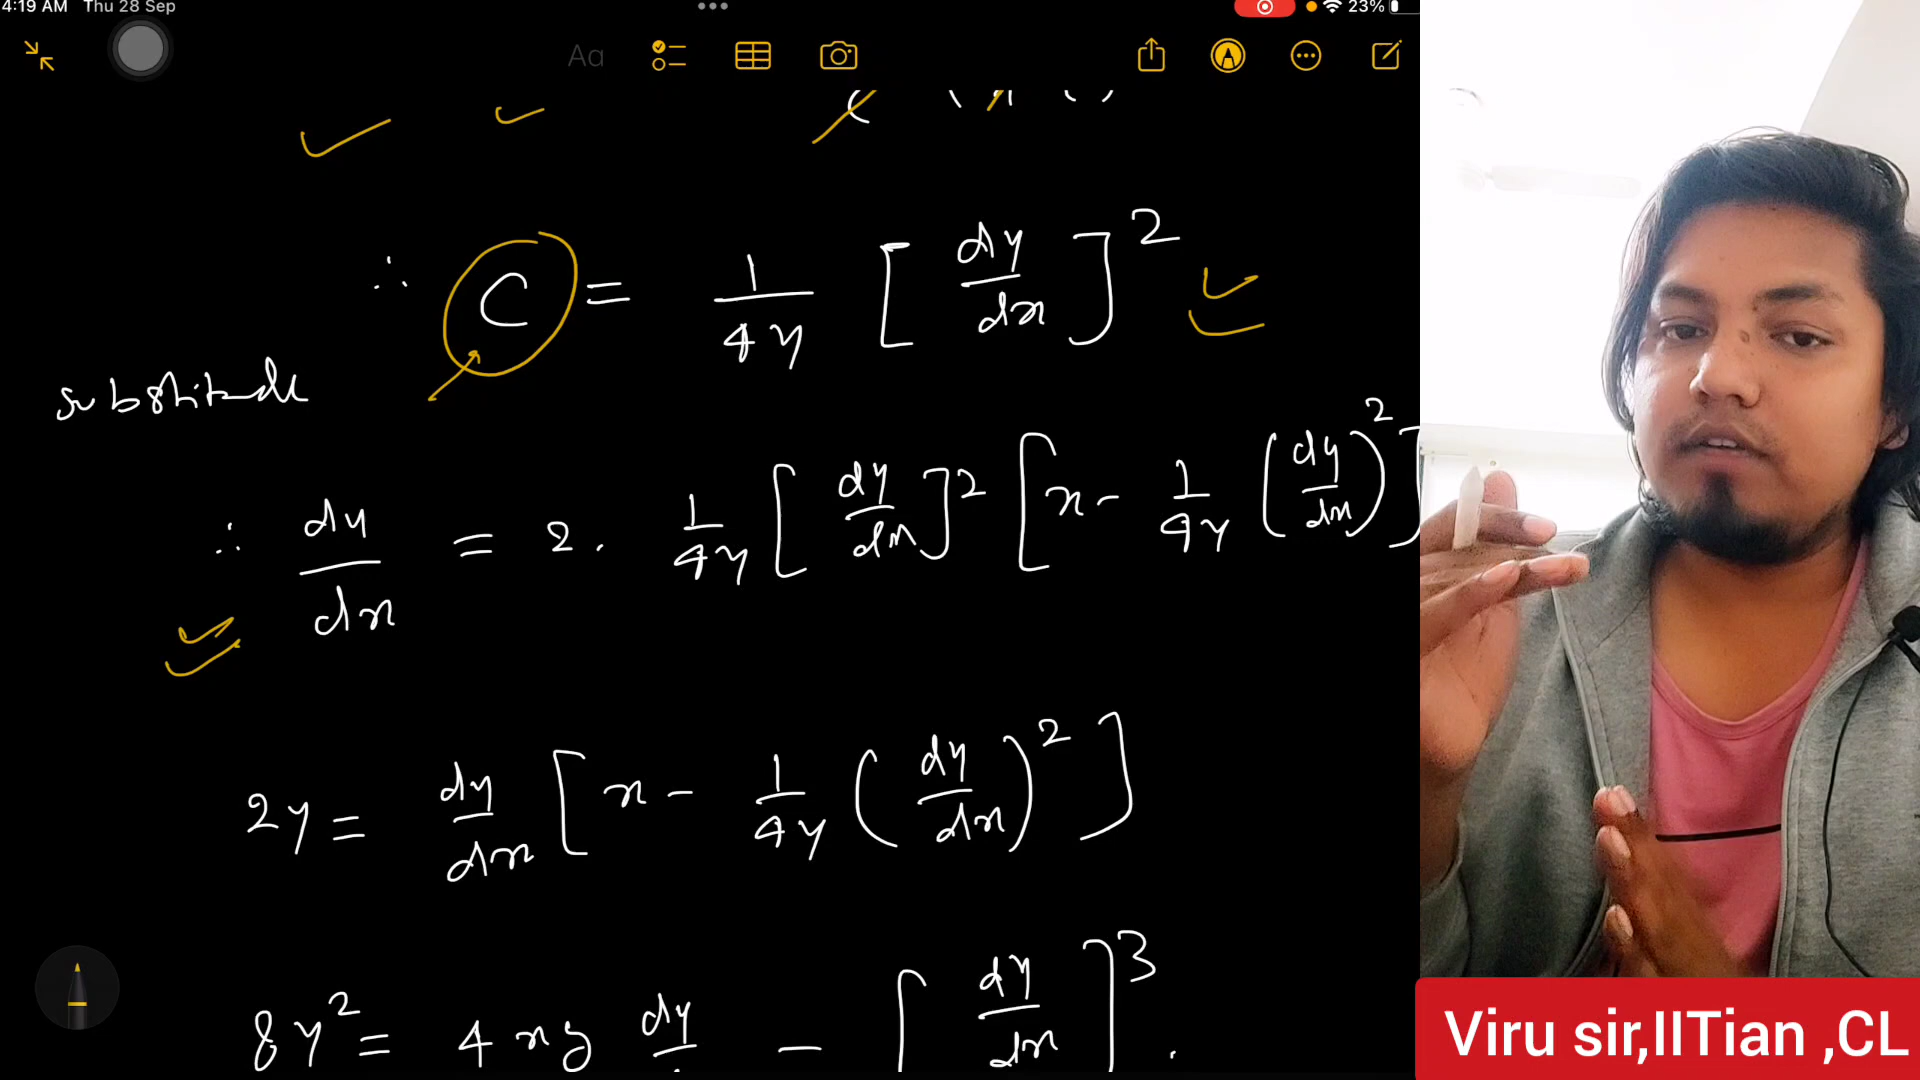 4:19 AM Thu 28 Sep
23%
Aa
∴ C = 1/4y [dy/dx]^2
substitute
∴ dy/dx = 2 . 1/4y [dy/dx]^2 [x - 1/4y (dy/dx)^2]
2y = dy/dx [x - 1/4y (dy/dx)^2]
8y^2 = 4xy dy/ - [dy/dx]^3 .
Viru sir,IITian ,CL